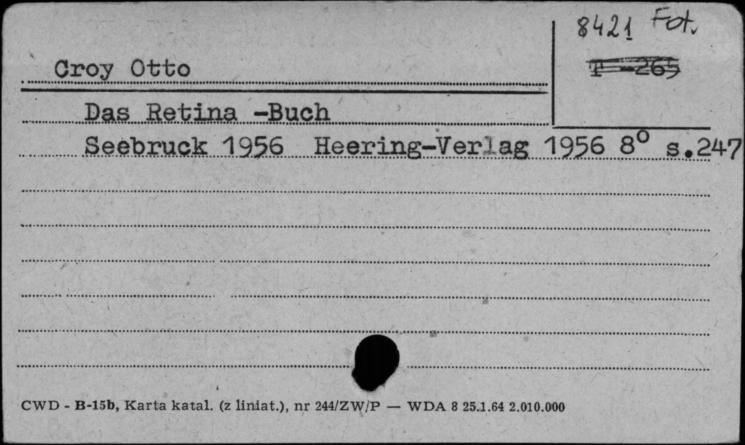 8421 Fot.
P-265
Croy Otto
Das Retina -Buch
Seebruck 1956 Heering-Verlag 1956 8° s.247
CWD - B-15b, Karta katal. (z liniat.), nr 244/ZW/P — WDA 8 25.1.64 2.010.000